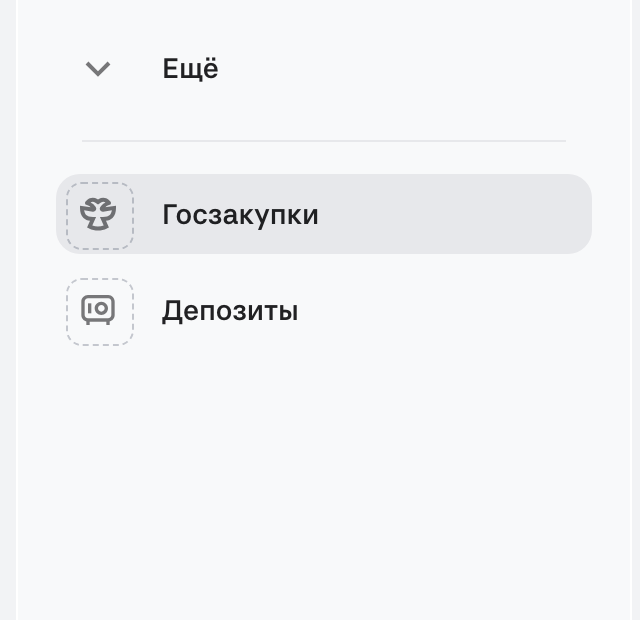 Ещё
Госзакупки
Депозиты